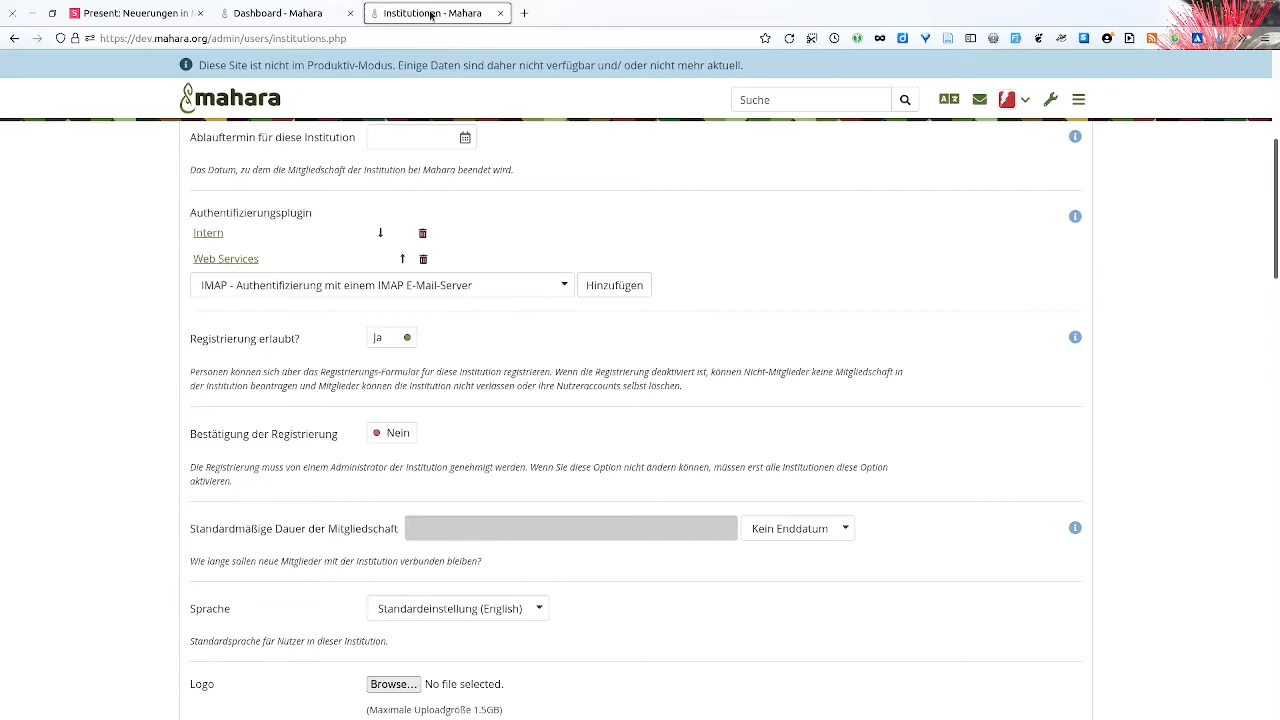 Present: Neuerungen in
Dashboard - Mahara
Institutionen - Mahara
https://dev.mahara.org/admin/users/institutions.php
Diese Site ist nicht im Produktiv-Modus. Einige Daten sind daher nicht verfügbar und/ oder nicht mehr aktuell.
mahara
Suche
Ablauftermin für diese Institution
Das Datum, zu dem die Mitgliedschaft der Institution bei Mahara beendet wird.
Authentifizierungsplugin
Intern
Web Services
IMAP - Authentifizierung mit einem IMAP E-Mail-Server
Hinzufügen
Registrierung erlaubt?
Ja
Personen können sich über das Registrierungs-Formular für diese Institution registrieren. Wenn die Registrierung deaktiviert ist, können Nicht-Mitglieder keine Mitgliedschaft in
der Institution beantragen und Mitglieder können die Institution nicht verlassen oder ihre Nutzeraccounts selbst löschen.
Bestätigung der Registrierung
Nein
Die Registrierung muss von einem Administrator der Institution genehmigt werden. Wenn Sie diese Option nicht ändern können, müssen erst alle Institutionen diese Option
aktivieren.
Standardmäßige Dauer der Mitgliedschaft
Kein Enddatum
Wie lange sollen neue Mitglieder mit der Institution verbunden bleiben?
Sprache
Standardeinstellung (English)
Standardsprache für Nutzer in dieser Institution.
Logo
Browse... No file selected.
(Maximale Uploadgröße 1.5GB)